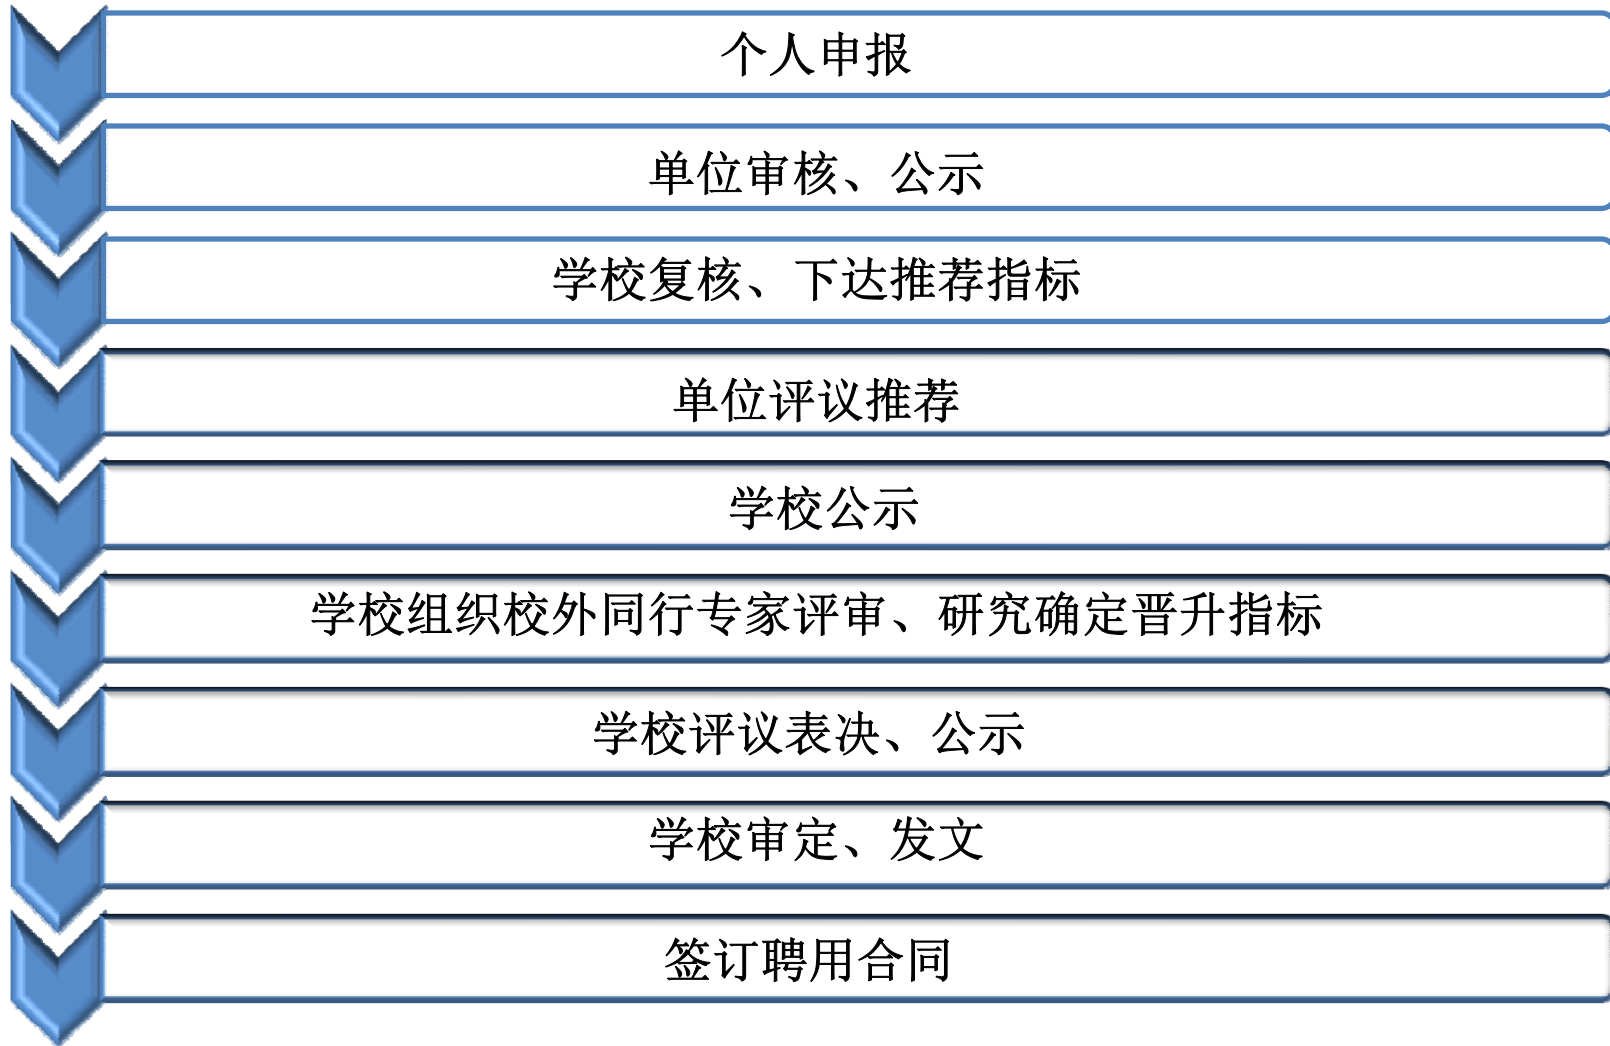 个人申报
单位审核、公示
学校复核、下达推荐指标
单位评议推荐
学校公示
学校组织校外同行专家评审、研究确定晋升指标
学校评议表决、公示
学校审定、发文
签订聘用合同